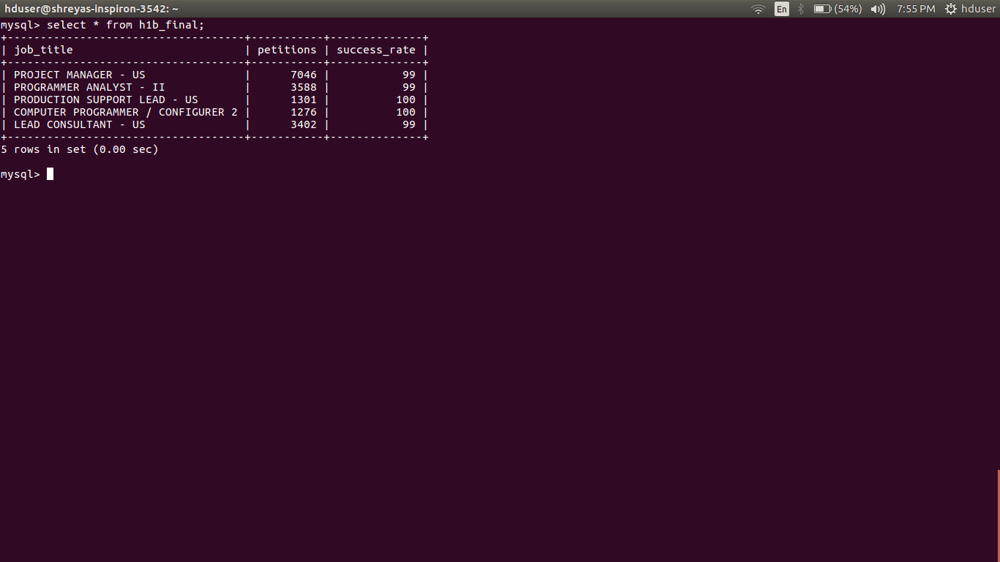 hduser@shreyas-inspiron-3542: ~ En (54%) 7:55 PM hduser
mysql> select * from h1b_final;
+------------------------------------+-----------+--------------+
| job_title                          | petitions | success_rate |
+------------------------------------+-----------+--------------+
| PROJECT MANAGER - US               |      7046 |           99 |
| PROGRAMMER ANALYST - II            |      3588 |           99 |
| PRODUCTION SUPPORT LEAD - US       |      1301 |          100 |
| COMPUTER PROGRAMMER / CONFIGURER 2 |      1276 |          100 |
| LEAD CONSULTANT - US               |      3402 |           99 |
+------------------------------------+-----------+--------------+
5 rows in set (0.00 sec)
mysql>